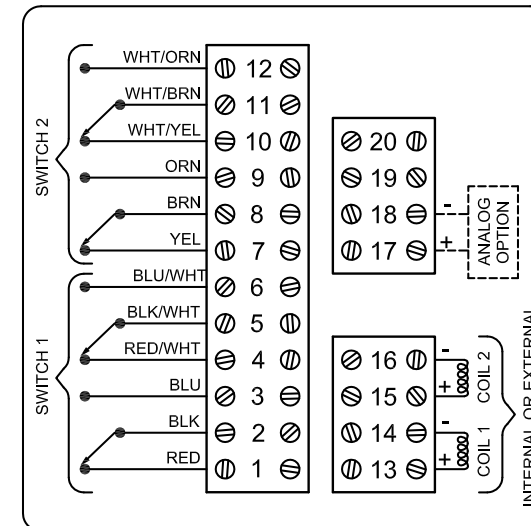 SWITCH 2
WHT/ORN 12
WHT/BRN 11
WHT/YEL 10
ORN 9
BRN 8
YEL 7
SWITCH 1
BLU/WHT 6
BLK/WHT 5
RED/WHT 4
BLU 3
BLK 2
RED 1
20
19
18 -
17 +
ANALOG
OPTION
16 -
15 +
COIL 2
14 -
13 +
COIL 1
INTERNAL OR EXTERNAL